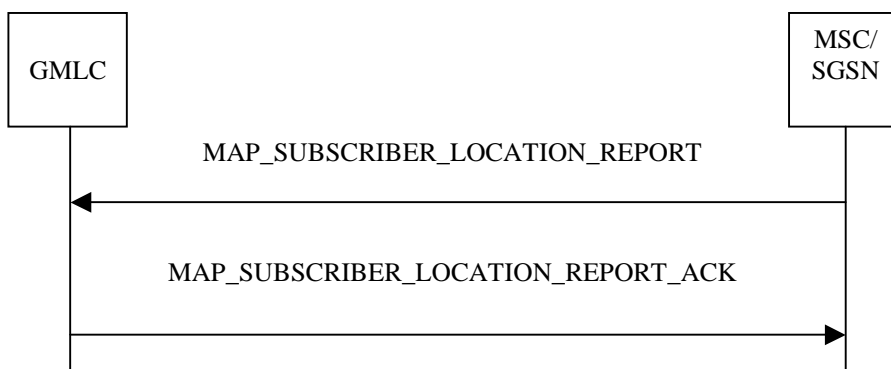 GMLC
MSC/
SGSN
MAP_SUBSCRIBER_LOCATION_REPORT
MAP_SUBSCRIBER_LOCATION_REPORT_ACK